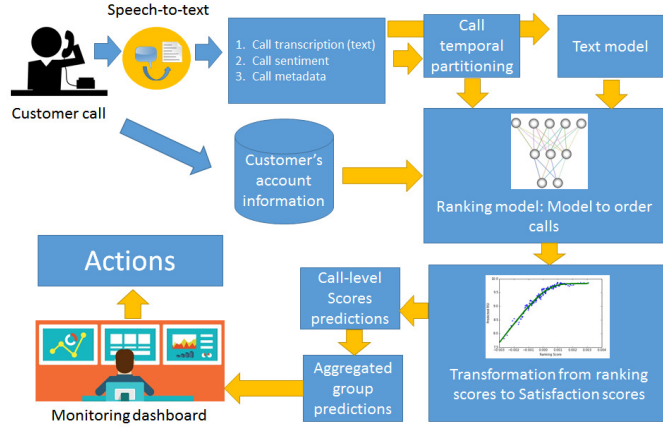 Speech-to-text
Customer call
1. Call transcription (text)
2. Call sentiment
3. Call metadata
Call
temporal
partitioning
Text model
Customer's
account
information
Ranking model: Model to order
calls
Ranking Score
Transformation from ranking
scores to Satisfaction scores
Call-level
Scores
predictions
Aggregated
group
predictions
Actions
Monitoring dashboard